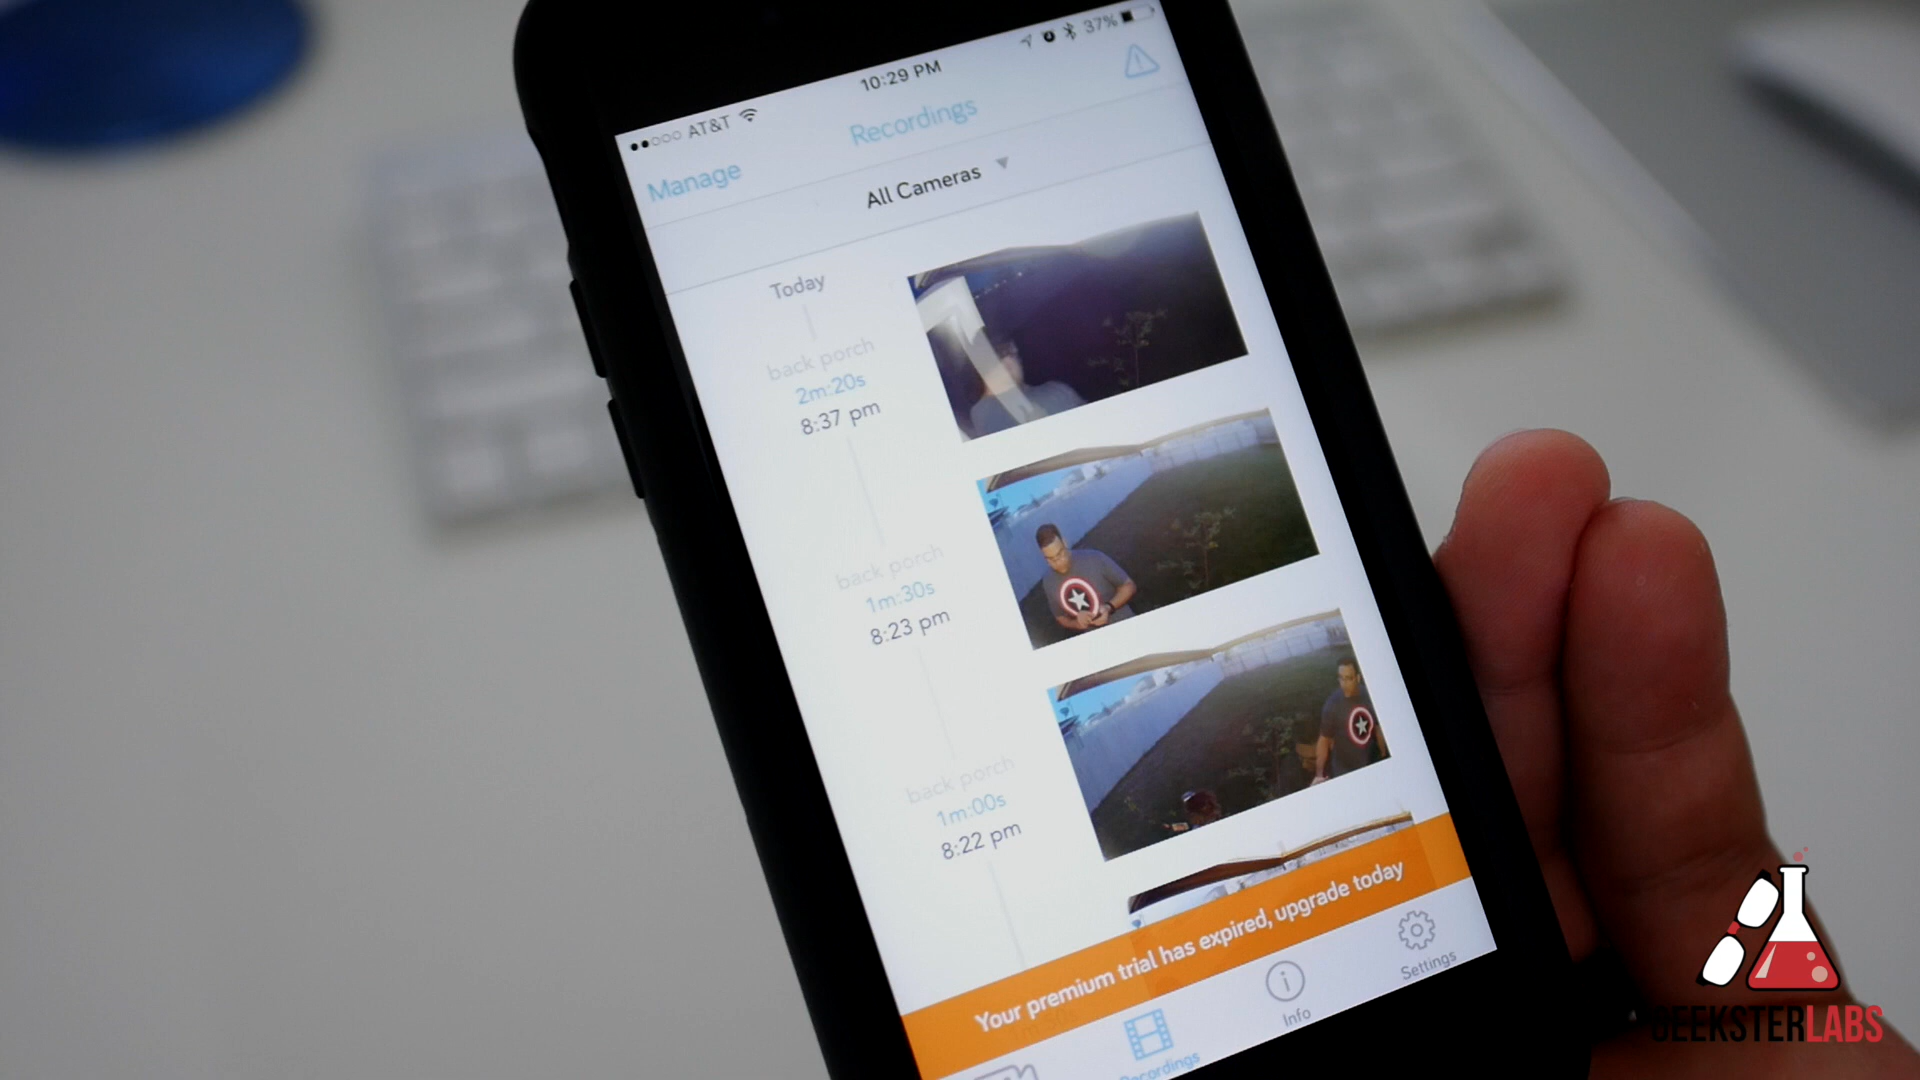 AT&T
10:29 PM
37%
Manage
Recordings
All Cameras
Today
back porch
2m:20s
8:37 pm
back porch
1m:30s
8:23 pm
back porch
1m:00s
8:22 pm
Your premium trial has expired, upgrade today
Recordings
Info
Settings
GEEKSTERLABS